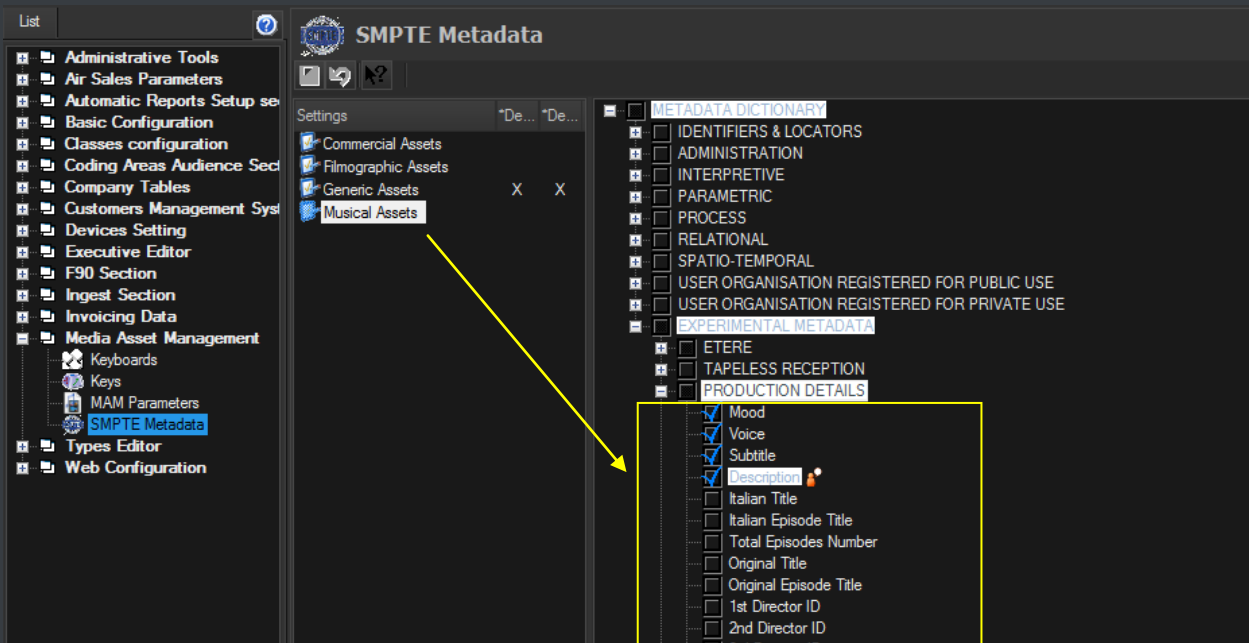 List
Administrative Tools
Air Sales Parameters
Automatic Reports Setup se
Basic Configuration
Classes configuration
Coding Areas Audience Sect
Company Tables
Customers Management Syst
Devices Setting
Executive Editor
F90 Section
Ingest Section
Invoicing Data
Media Asset Management
Keyboards
Keys
MAM Parameters
SMPTE Metadata
Types Editor
Web Configuration
SMPTE Metadata
Settings *De... *De...
Commercial Assets
Filmographic Assets
Generic Assets X X
Musical Assets
METADATA DICTIONARY
IDENTIFIERS & LOCATORS
ADMINISTRATION
INTERPRETIVE
PARAMETRIC
PROCESS
RELATIONAL
SPATIO-TEMPORAL
USER ORGANISATION REGISTERED FOR PUBLIC USE
USER ORGANISATION REGISTERED FOR PRIVATE USE
EXPERIMENTAL METADATA
ETERE
TAPELESS RECEPTION
PRODUCTION DETAILS
Mood
Voice
Subtitle
Description
Italian Title
Italian Episode Title
Total Episodes Number
Original Title
Original Episode Title
1st Director ID
2nd Director ID